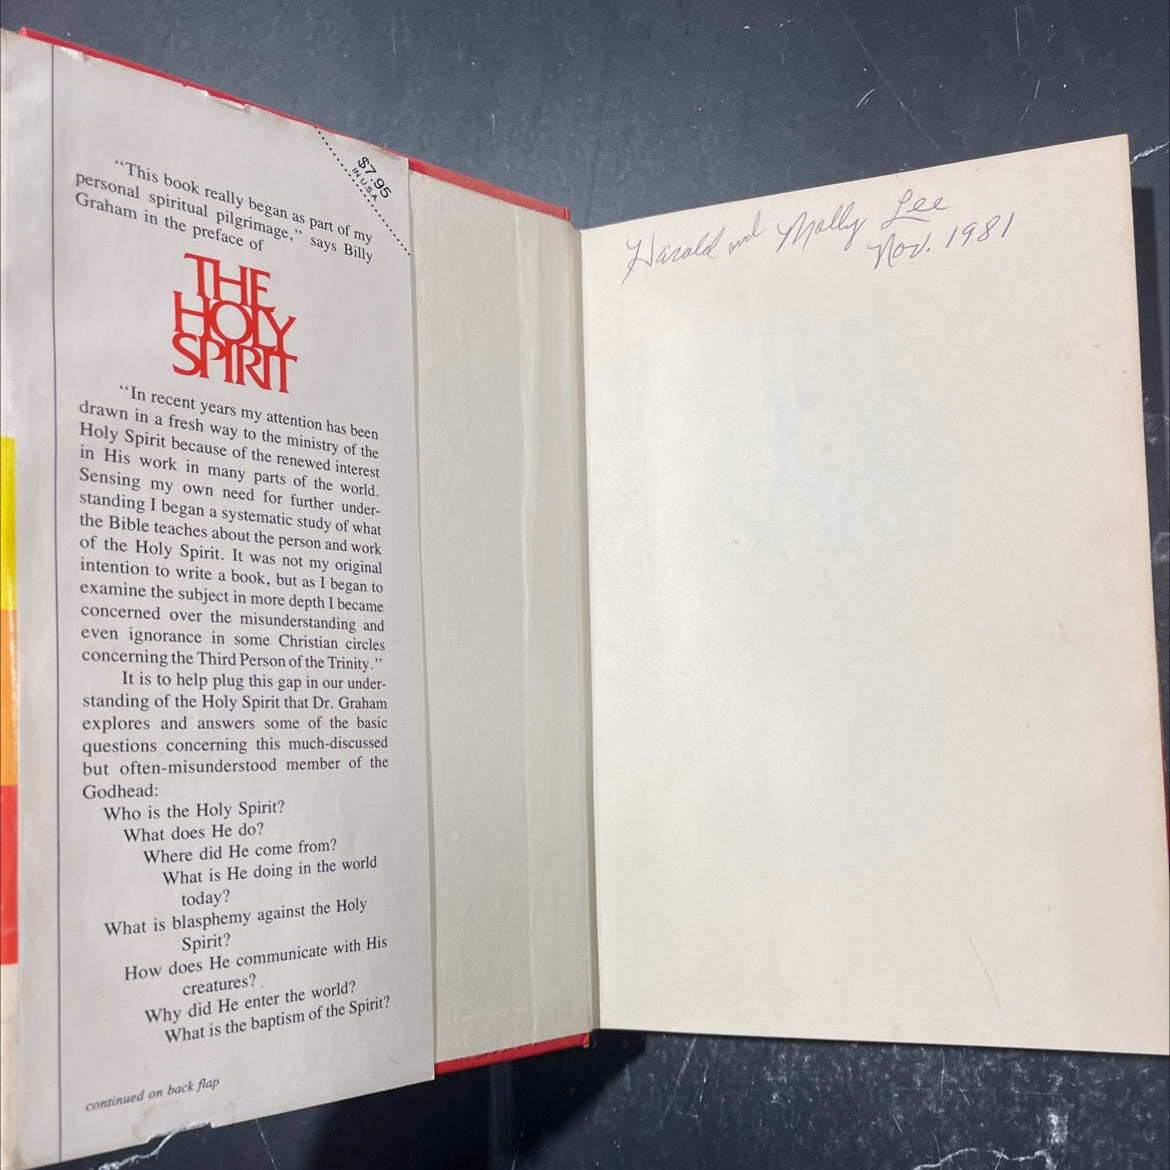 $7.95
IN U.S.A.
“This book really began as part of my
personal spiritual pilgrimage,” says Billy
Graham in the preface of
THE
HOLY
SPIRIT
“In recent years my attention has been
drawn in a fresh way to the ministry of the
Holy Spirit because of the renewed interest
in His work in many parts of the world.
Sensing my own need for further under-
standing I began a systematic study of what
the Bible teaches about the person and work
of the Holy Spirit. It was not my original
intention to write a book, but as I began to
examine the subject in more depth I became
concerned over the misunderstanding and
even ignorance in some Christian circles
concerning the Third Person of the Trinity.”
It is to help plug this gap in our under-
standing of the Holy Spirit that Dr. Graham
explores and answers some of the basic
questions concerning this much-discussed
but often-misunderstood member of the
Godhead:
Who is the Holy Spirit?
What does He do?
Where did He come from?
What is He doing in the world
today?
What is blasphemy against the Holy
Spirit?
How does He communicate with His
creatures?
Why did He enter the world?
What is the baptism of the Spirit?
continued on back flap
Harold and Molly Lee
Nov. 1981